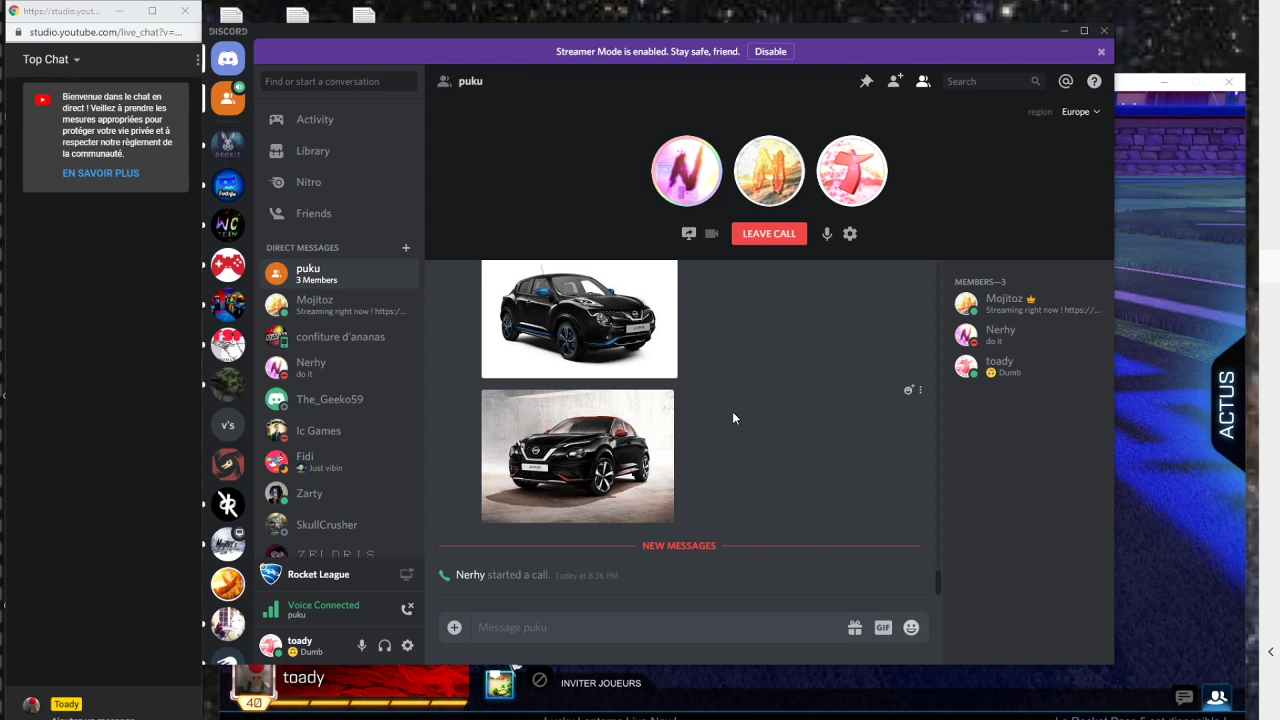 https://studio.yout...
studio.youtube.com/live_chat?v=...
Top Chat
Bienvenue dans le chat en
direct ! Veillez à prendre les
mesures appropriées pour
protéger votre vie privée et à
respecter notre règlement de
la communauté.
EN SAVOIR PLUS
Toady
DISCORD
Streamer Mode is enabled. Stay safe, friend.
Disable
Find or start a conversation
puku
Search
region
Europe
Activity
Library
Nitro
Friends
DIRECT MESSAGES
puku
3 Members
Mojitoz
Streaming right now ! https:/...
confiture d'ananas
Nerhy
do it
The_Geeko59
Ic Games
Fidi
Just vibin
Zarty
SkullCrusher
ZELDRIS
Rocket League
Voice Connected
puku
toady
Dumb
DECEIT
WC
v's
N
M
T
LEAVE CALL
NEW MESSAGES
Nerhy started a call. Today at 8:36 PM
Message puku
GIF
MEMBERS—3
Mojitoz
Streaming right now ! https://...
Nerhy
do it
toady
Dumb
ACTUS
toady
40
INVITER JOUEURS